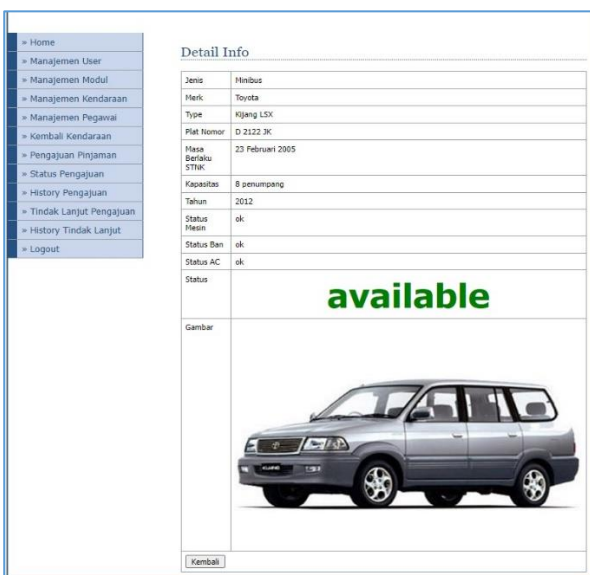 » Home
» Manajemen User
» Manajemen Modul
» Manajemen Kendaraan
» Manajemen Pegawai
» Kembali Kendaraan
» Pengajuan Pinjaman
» Status Pengajuan
» History Pengajuan
» Tindak Lanjut Pengajuan
» History Tindak Lanjut
» Logout
Detail Info
Jenis Minibus
Merk Toyota
Type Kijang LSX
Plat Nomor D 2122 JK
Masa 23 Februari 2005
Berlaku
STNK
Kapasitas 8 penumpang
Tahun 2012
Status ok
Mesin
Status Ban ok
Status AC ok
Status available
Gambar
KIJANG
Kembali